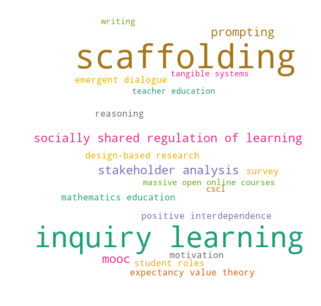 writing
prompting
scaffolding
tangible systems
emergent dialogue
teacher education
reasoning
socially shared regulation of learning
design-based research
stakeholder analysis survey
massive open online courses
csci
mathematics education
positive interdependence
inquiry learning
motivation
mooc
student roles
expectancy value theory